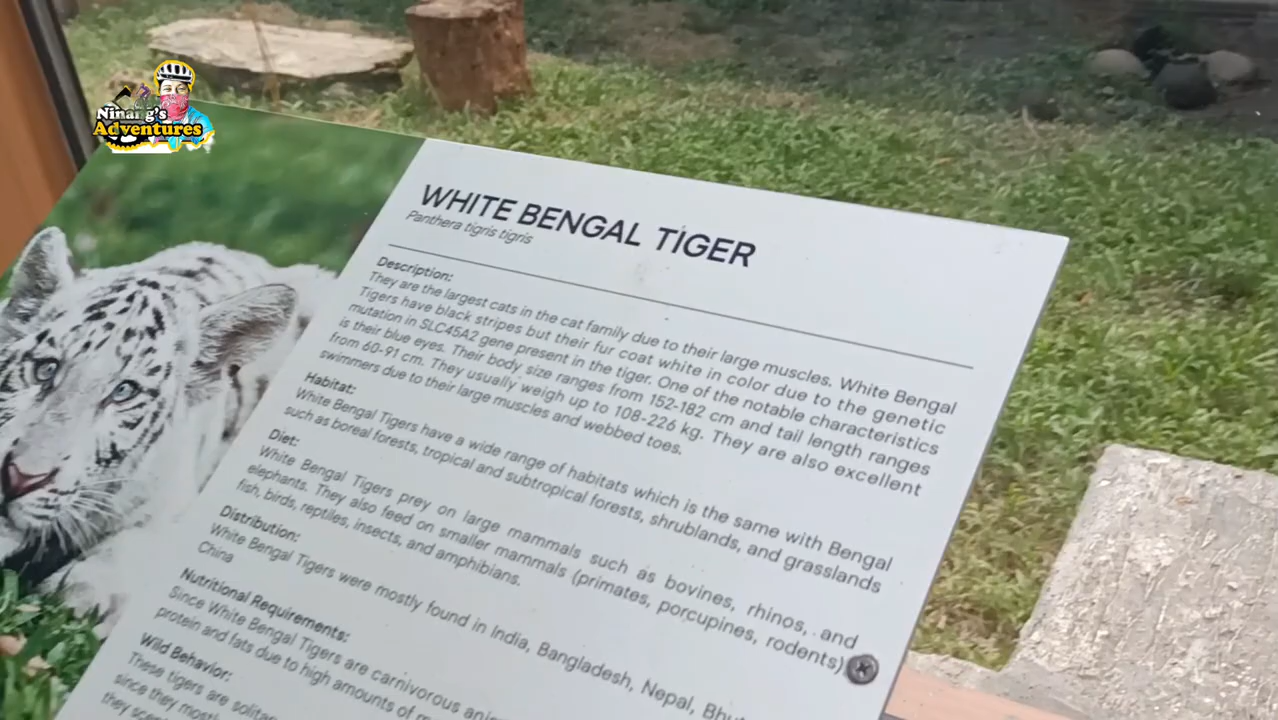 Ninang's
Adventures
WHITE BENGAL TIGER
Panthera tigris tigris
Description:
They are the largest cats in the cat family due to their large muscles. White Bengal
Tigers have black stripes but their fur coat white in color due to the genetic
mutation in SLC45A2 gene present in the tiger. One of the notable characteristics
is their blue eyes. Their body size ranges from 152-182 cm and tail length ranges
from 60-91 cm. They usually weigh up to 108-226 kg. They are also excellent
swimmers due to their large muscles and webbed toes.
Habitat:
White Bengal Tigers have a wide range of habitats which is the same with Bengal
such as boreal forests, tropical and subtropical forests, shrublands, and grasslands
Diet:
White Bengal Tigers prey on large mammals such as bovines, rhinos, and
elephants. They also feed on smaller mammals (primates, porcupines, rodents)
fish, birds, reptiles, insects, and amphibians.
Distribution:
White Bengal Tigers were mostly found in India, Bangladesh, Nepal,
China
Nutritional Requirements:
Since White Bengal Tigers are carnivorous
protein and fats due to high amounts of
Wild Behavior:
These tigers are
since they
they